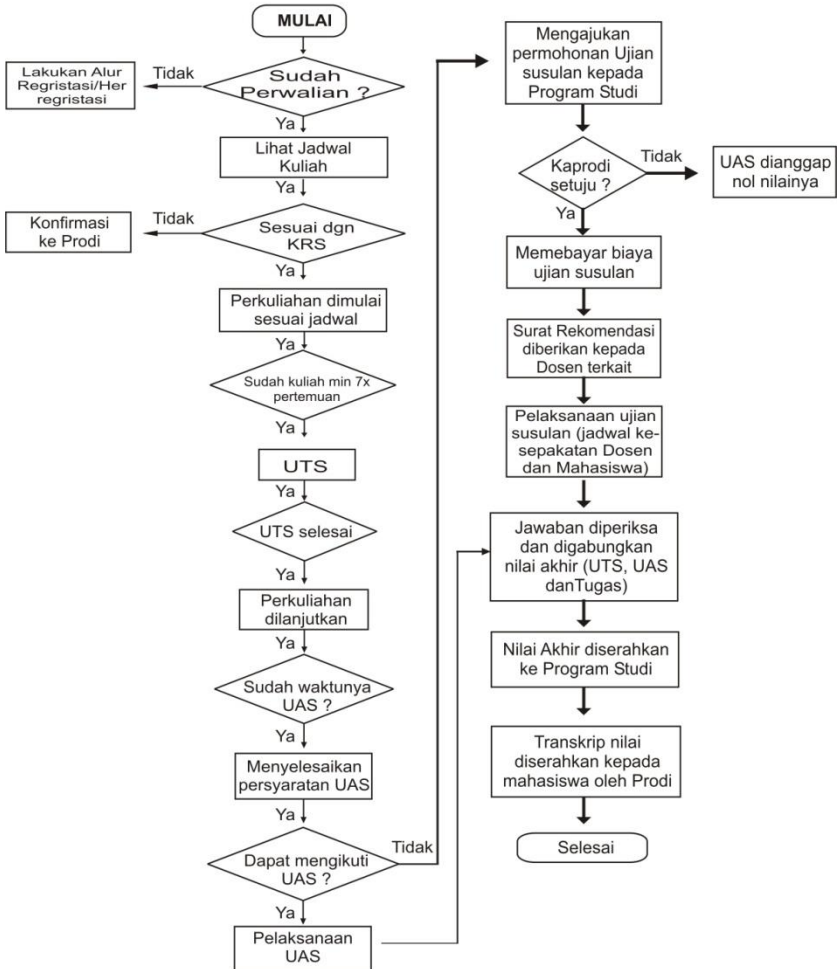 MULAI
Sudah
Perwalian ?
Tidak
Lakukan Alur
Regristasi/Her
regristasi
Ya
Lihat Jadwal
Kuliah
Ya
Sesuai dgn
KRS
Tidak
Konfirmasi
ke Prodi
Ya
Perkuliahan dimulai
sesuai jadwal
Ya
Sudah kuliah min 7x
pertemuan
Ya
UTS
Ya
UTS selesai
Ya
Perkuliahan
dilanjutkan
Ya
Sudah waktunya
UAS ?
Ya
Menyelesaikan
persyaratan UAS
Ya
Dapat mengikuti
UAS ?
Tidak
Ya
Pelaksanaan
UAS
Mengajukan
permohonan Ujian
susulan kepada
Program Studi
Kaprodi
setuju ?
Tidak
UAS dianggap
nol nilainya
Ya
Memebayar biaya
ujian susulan
Surat Rekomendasi
diberikan kepada
Dosen terkait
Pelaksanaan ujian
susulan (jadwal ke-
sepakatan Dosen
dan Mahasiswa)
Jawaban diperiksa
dan digabungkan
nilai akhir (UTS, UAS
danTugas)
Nilai Akhir diserahkan
ke Program Studi
Transkrip nilai
diserahkan kepada
mahasiswa oleh Prodi
Selesai